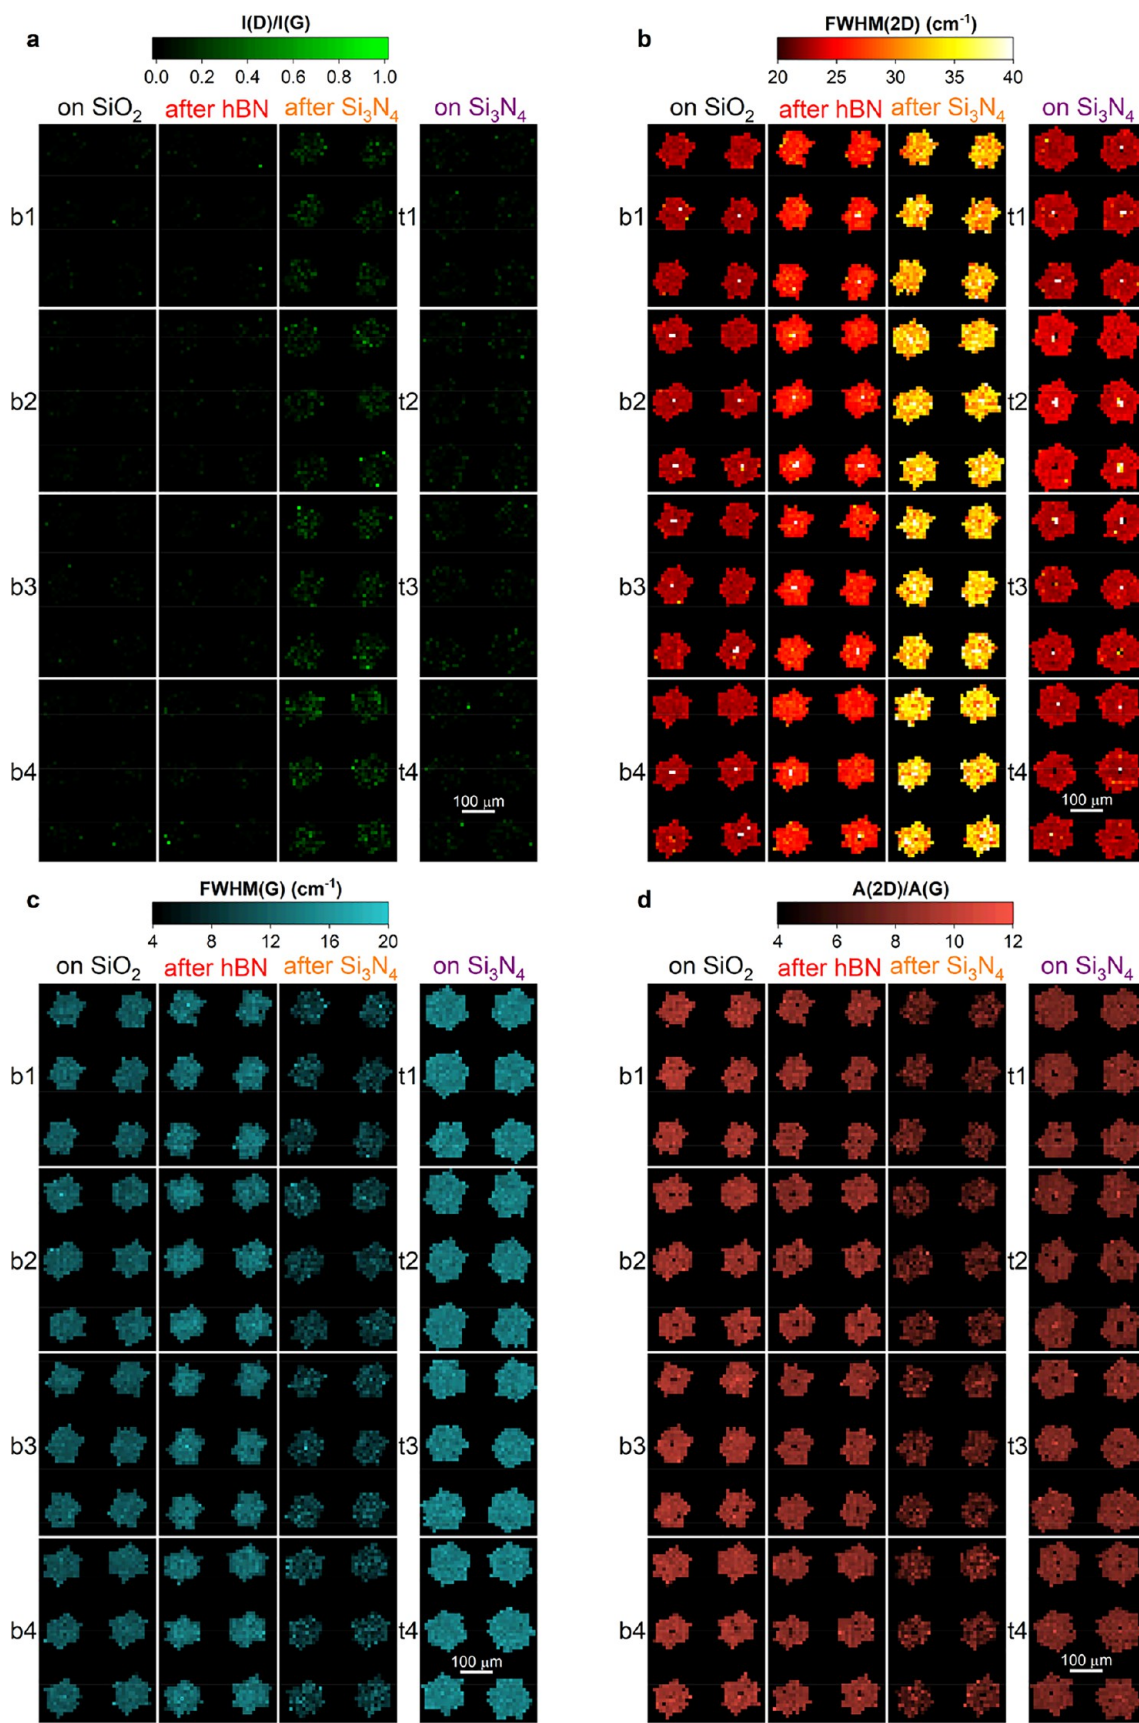 a
I(D)/I(G)
0.0 0.2 0.4 0.6 0.8 1.0
on SiO₂ after hBN after Si₃N₄ on Si₃N₄
b1 t1
b2 t2
b3 t3
b4 t4
100 μm
b
FWHM(2D) (cm⁻¹)
20 25 30 35 40
on SiO₂ after hBN after Si₃N₄ on Si₃N₄
b1 t1
b2 t2
b3 t3
b4 t4
100 μm
c
FWHM(G) (cm⁻¹)
4 8 12 16 20
on SiO₂ after hBN after Si₃N₄ on Si₃N₄
b1 t1
b2 t2
b3 t3
b4 t4
100 μm
d
A(2D)/A(G)
4 6 8 10 12
on SiO₂ after hBN after Si₃N₄ on Si₃N₄
b1 t1
b2 t2
b3 t3
b4 t4
100 μm